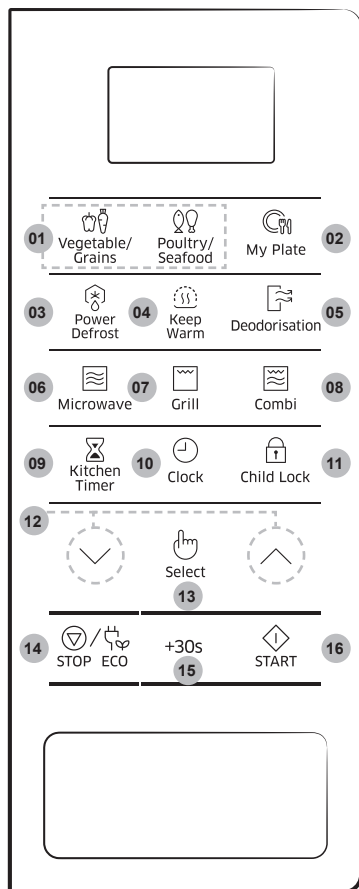 01
Vegetable/
Grains
Poultry/
Seafood
My Plate
02
03
Power
Defrost
04
Keep
Warm
Deodorisation
05
06
Microwave
07
Grill
Combi
08
09
Kitchen
Timer
10
Clock
Child Lock
11
12
Select
13
14
STOP ECO
+30s
15
START
16